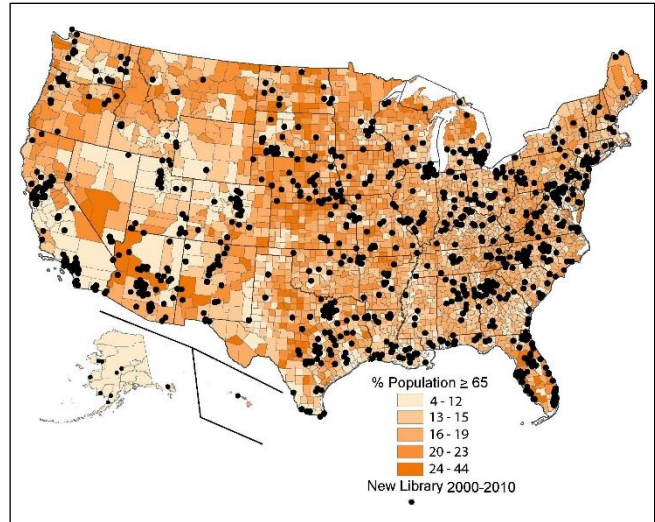 % Population ≥ 65
4 - 12
13 - 15
16 - 19
20 - 23
24 - 44
New Library 2000-2010